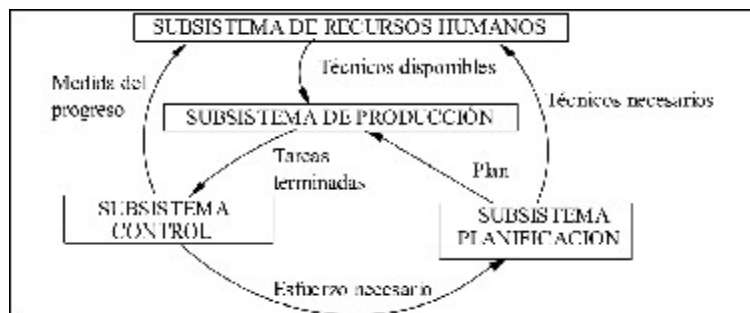 SUBSISTEMA DE RECURSOS HUMANOS
Medida del
progreso
Técnicos disponibles
Técnicos necesarios
SUBSISTEMA DE PRODUCCIÓN
Tareas
terminadas
Plan
SUBSISTEMA
CONTROL
SUBSISTEMA
PLANIFICACION
Esfuerzo necesario